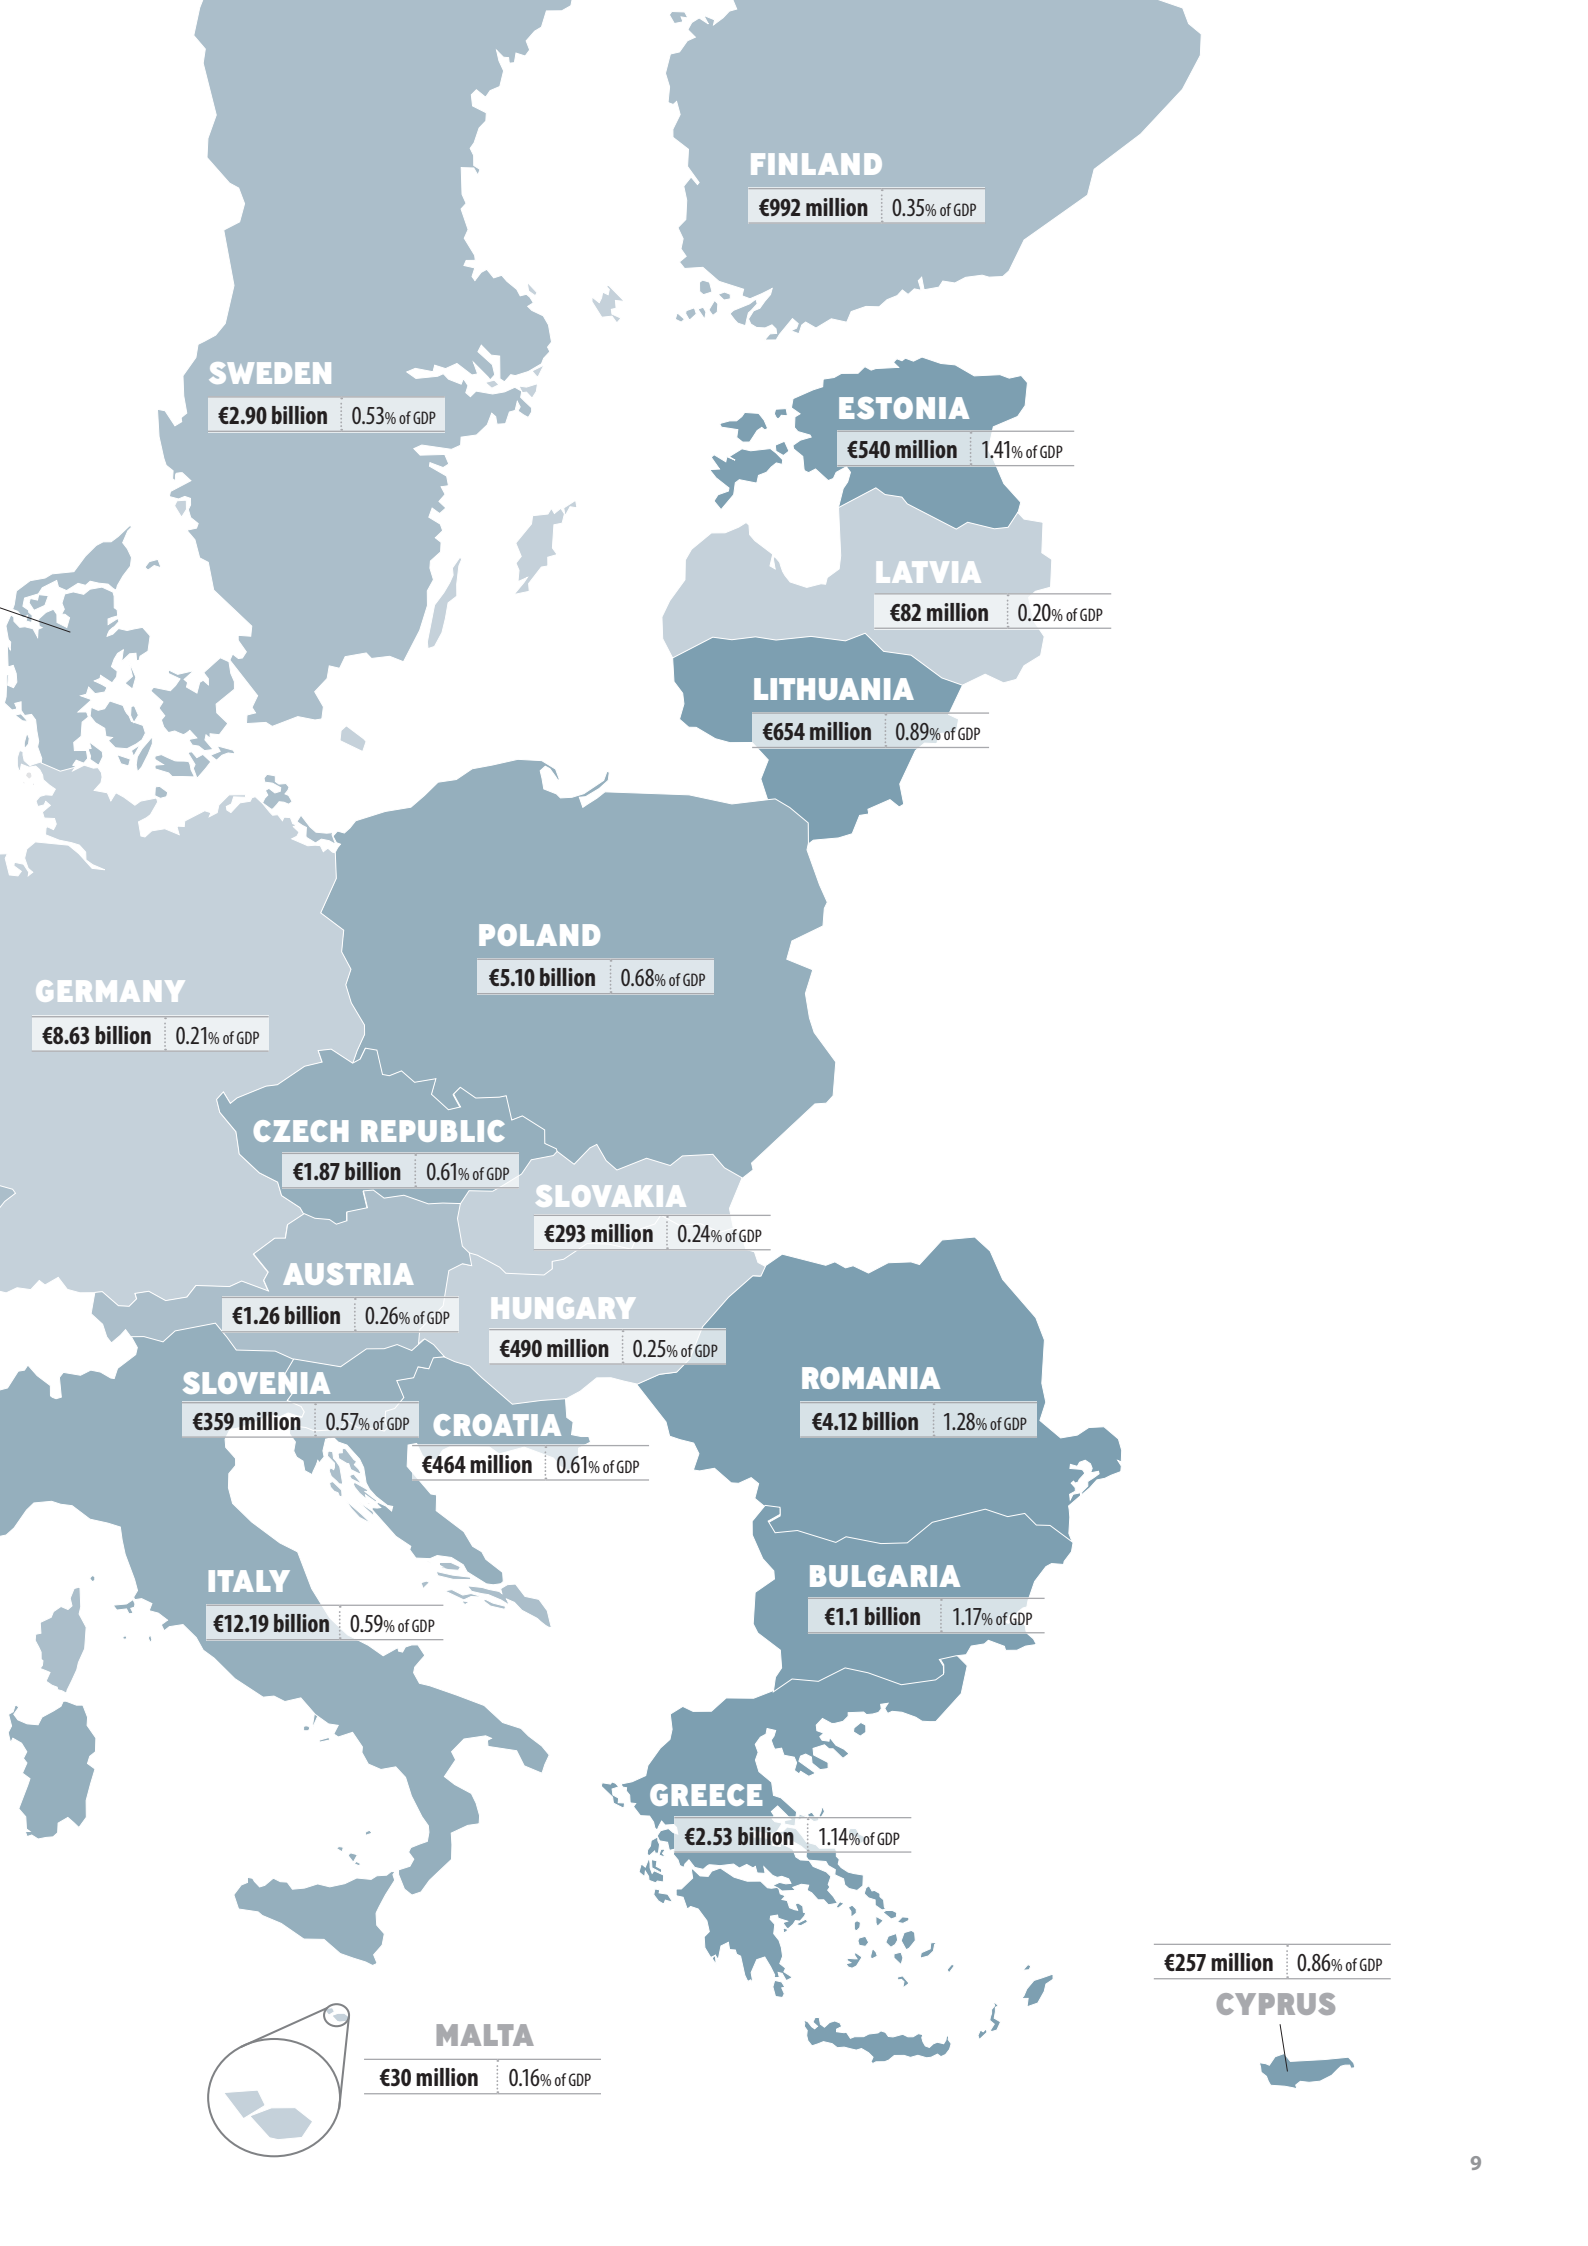 FINLAND
€992 million 0.35% of GDP
SWEDEN
€2.90 billion 0.53% of GDP
ESTONIA
€540 million 1.41% of GDP
LATVIA
€82 million 0.20% of GDP
LITHUANIA
€654 million 0.89% of GDP
POLAND
€5.10 billion 0.68% of GDP
GERMANY
€8.63 billion 0.21% of GDP
CZECH REPUBLIC
€1.87 billion 0.61% of GDP
SLOVAKIA
€293 million 0.24% of GDP
AUSTRIA
€1.26 billion 0.26% of GDP
HUNGARY
€490 million 0.25% of GDP
SLOVENIA
€359 million 0.57% of GDP
CROATIA
€464 million 0.61% of GDP
ROMANIA
€4.12 billion 1.28% of GDP
ITALY
€12.19 billion 0.59% of GDP
BULGARIA
€1.1 billion 1.17% of GDP
GREECE
€2.53 billion 1.14% of GDP
€257 million 0.86% of GDP
CYPRUS
MALTA
€30 million 0.16% of GDP
9